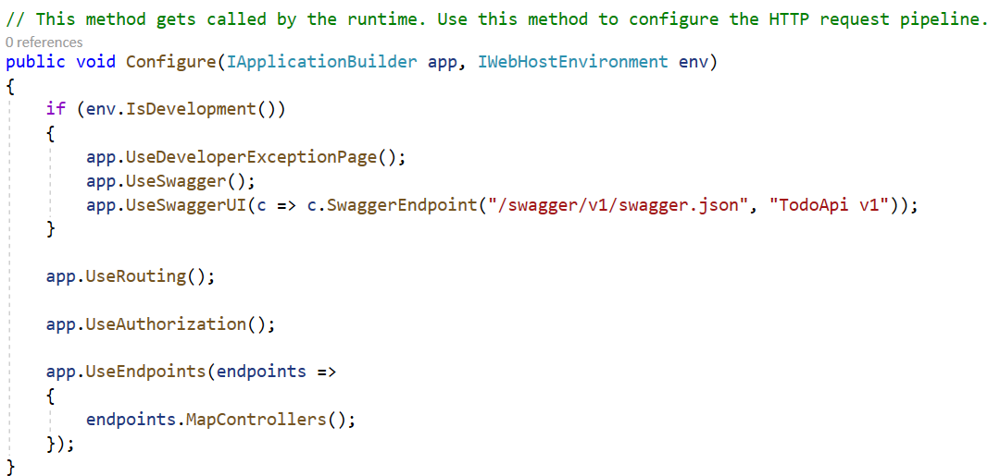 // This method gets called by the runtime. Use this method to configure the HTTP request pipeline.
0 references
public void Configure(IApplicationBuilder app, IWebHostEnvironment env)
{
    if (env.IsDevelopment())
    {
        app.UseDeveloperExceptionPage();
        app.UseSwagger();
        app.UseSwaggerUI(c => c.SwaggerEndpoint("/swagger/v1/swagger.json", "TodoApi v1"));
    }

    app.UseRouting();

    app.UseAuthorization();

    app.UseEndpoints(endpoints =>
    {
        endpoints.MapControllers();
    });
}